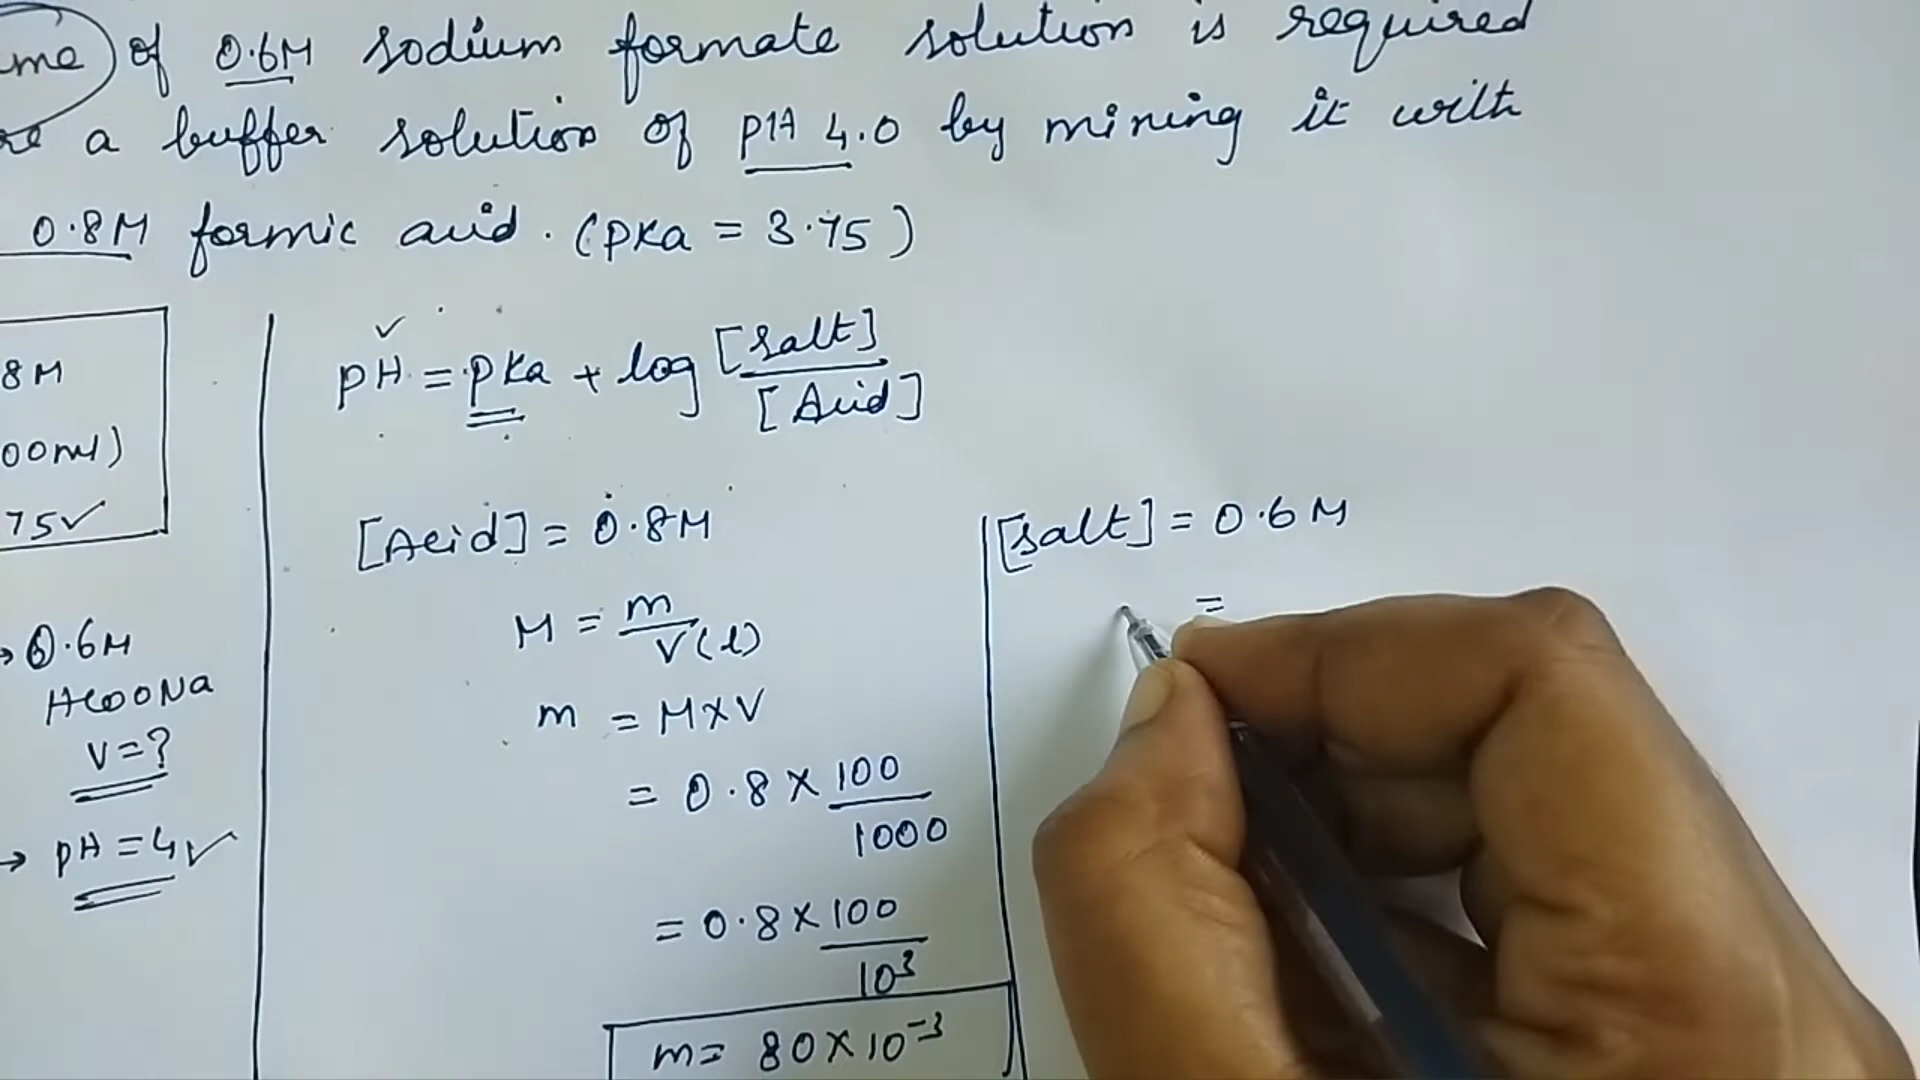 me of 0.6M sodium formate solution is required
re a buffer solution of pH 4.0 by mixing it with
0.8M formic acid. (pKa = 3.75)
8M
00ml)
75✓
→ 0.6M
HCOONa
V=?
→ pH=4✓
✓
pH = pKa + log [Salt]
[Acid]
[Acid] = 0.8M
M = m
V(l)
m = M×V
= 0.8 × 100
1000
= 0.8 × 100
10³
m = 80×10⁻³
[Salt] = 0.6M
=